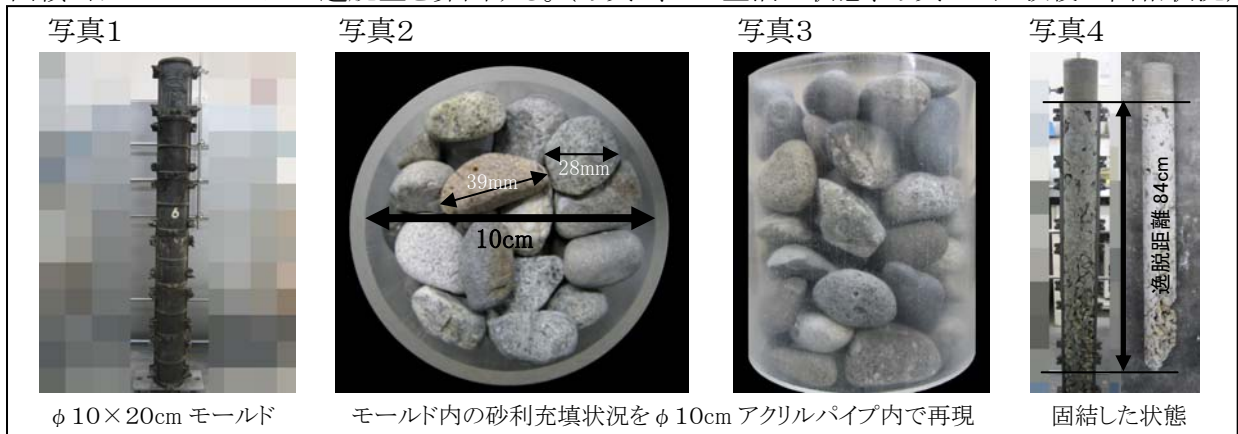 写真1
写真2
写真3
写真4
6
39mm
28mm
10cm
逸脱距離 84cm
φ10×20cm モールド
モールド内の砂利充填状況をφ10cm アクリルパイプ内で再現
固結した状態